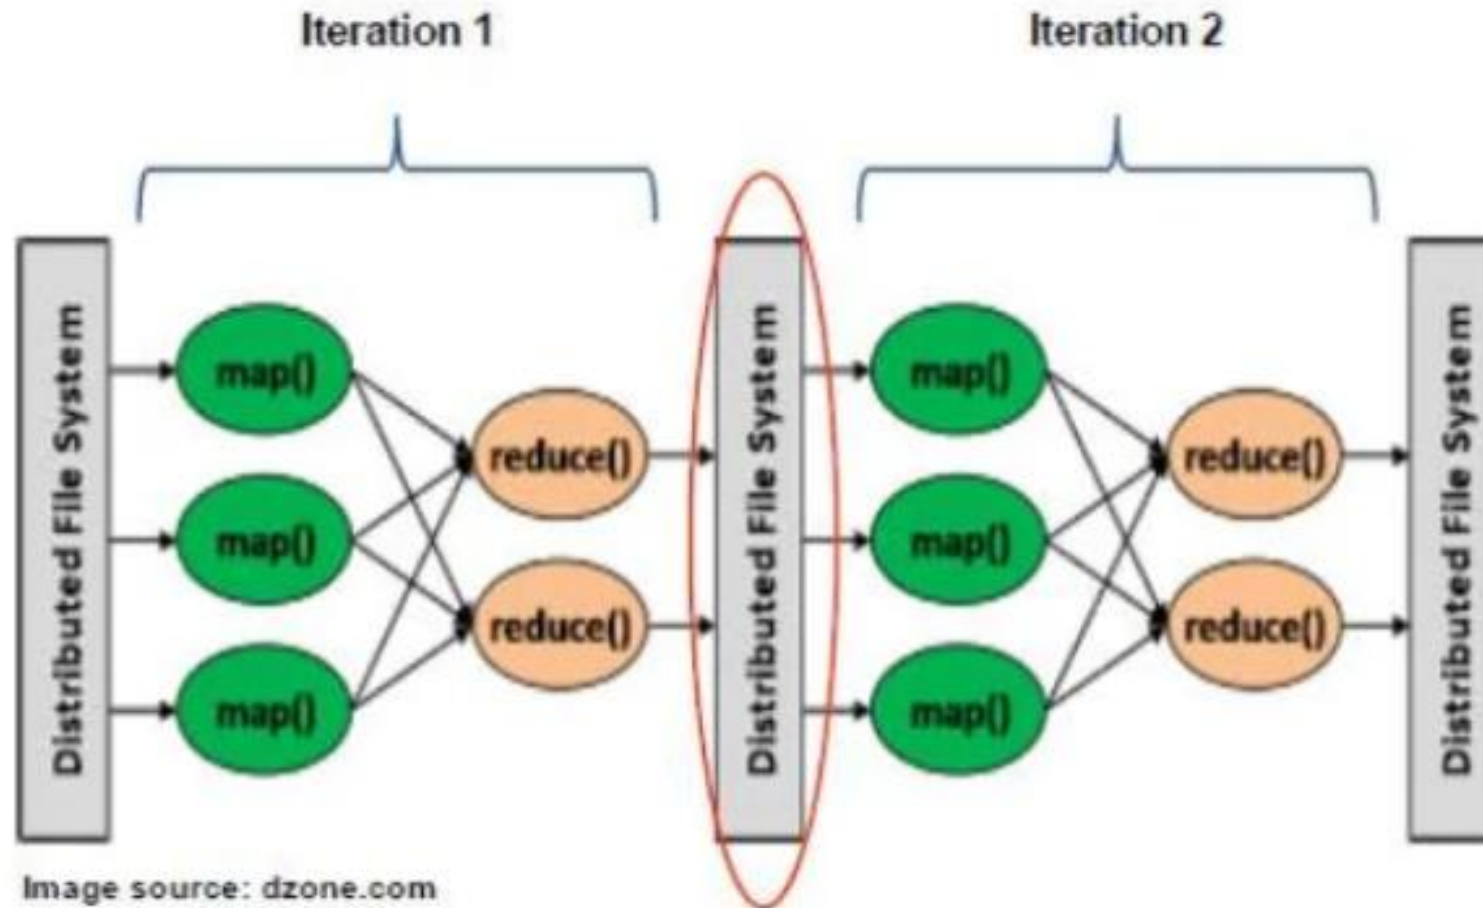 Iteration 1
Iteration 2
Distributed File System
map()
map()
map()
reduce()
reduce()
Distributed File System
map()
map()
map()
reduce()
reduce()
Distributed File System
Image source: dzone.com